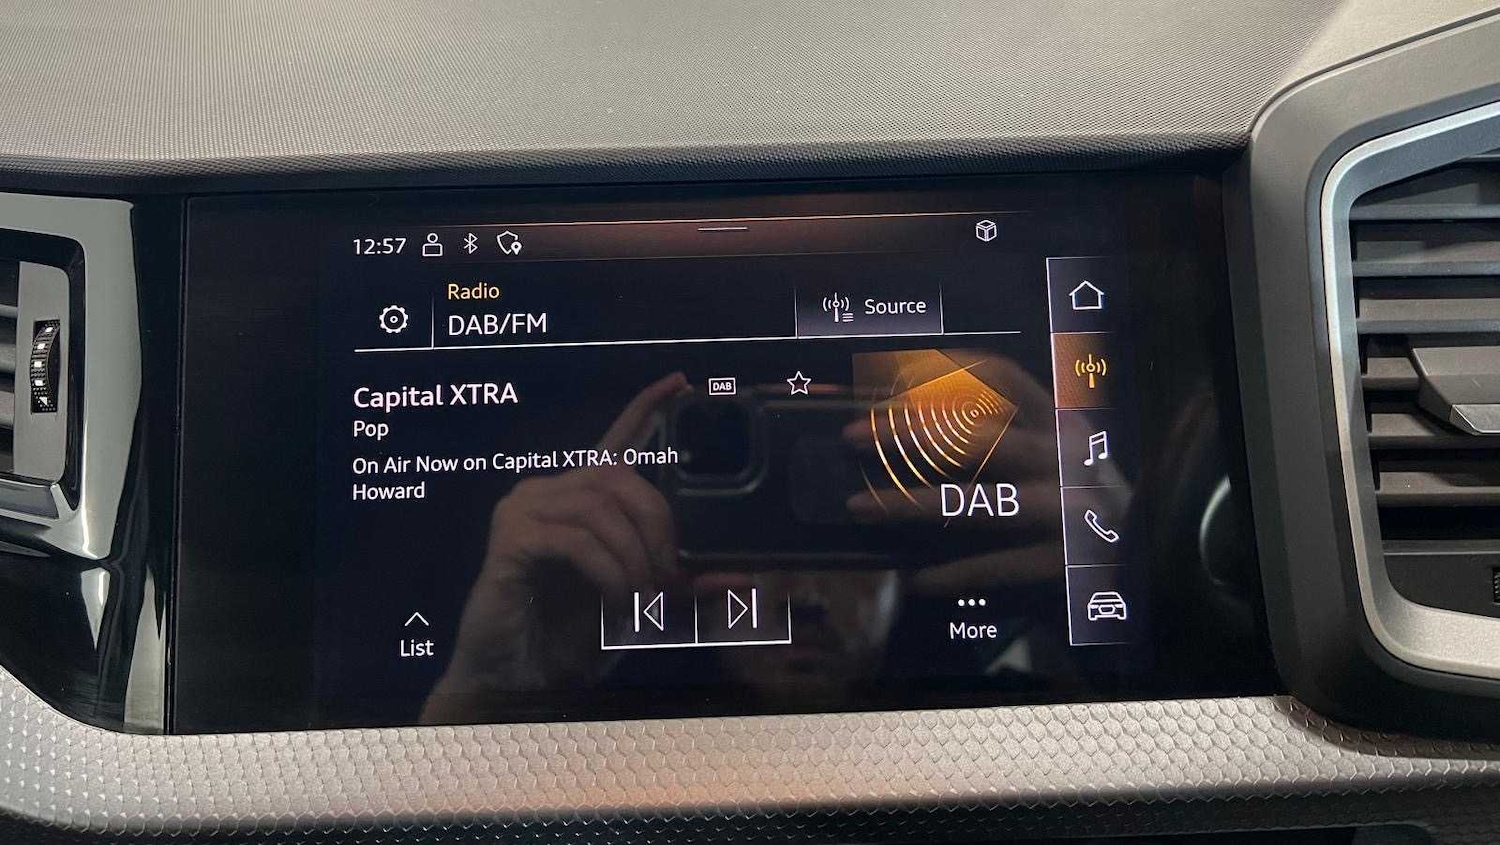 12:57
Radio
DAB/FM
Source
Capital XTRA
DAB
Pop
On Air Now on Capital XTRA: Omah
Howard
DAB
List
More